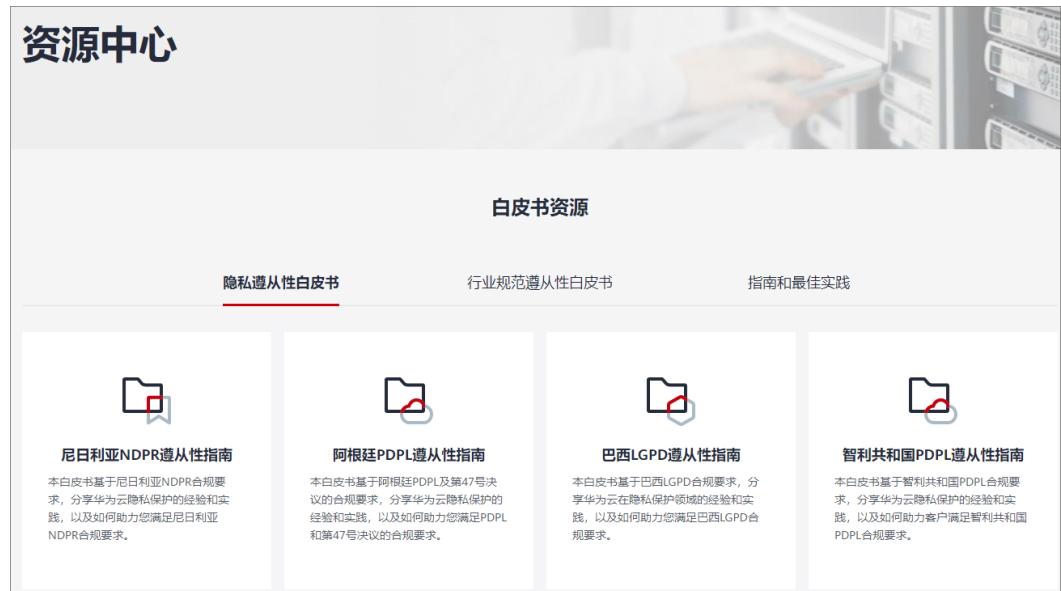 资源中心
白皮书资源
隐私遵从性白皮书
行业规范遵从性白皮书
指南和最佳实践
尼日利亚NDPR遵从性指南
本白皮书基于尼日利亚NDPR合规要
求，分享华为云隐私保护的经验和实
践，以及如何助力您满足尼日利亚
NDPR合规要求。
阿根廷PDPL遵从性指南
本白皮书基于阿根廷PDPL及第47号决
议的合规要求，分享华为云隐私保护的
经验和实践，以及如何助力您满足PDPL
和第47号决议的合规要求。
巴西LGPD遵从性指南
本白皮书基于巴西LGPD合规要求，分
享华为云在隐私保护领域的经验和实
践，以及如何助力您满足巴西LGPD合
规要求。
智利共和国PDPL遵从性指南
本白皮书基于智利共和国PDPL合规要
求，分享华为云隐私保护的经验和实
践，以及如何助力客户满足智利共和国
PDPL合规要求。